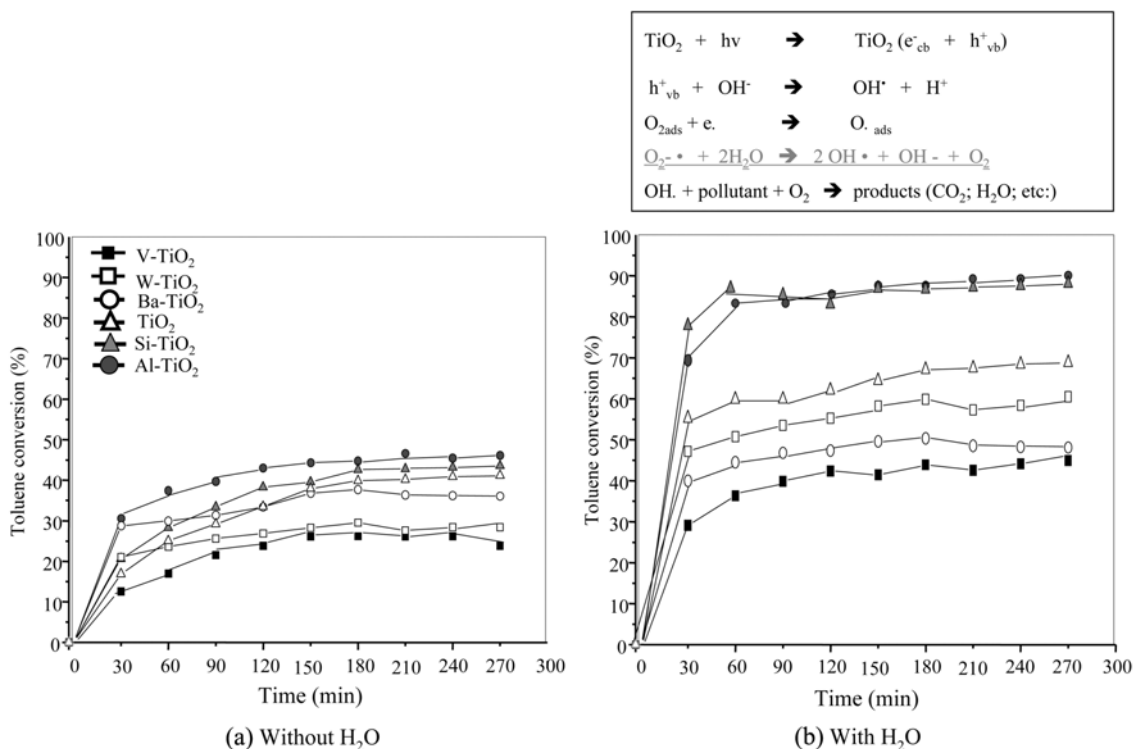 TiO₂ + hv ➔ TiO₂ (e⁻cb + h⁺vb)
h⁺vb + OH⁻ ➔ OH• + H⁺
O₂ads + e. ➔ O. ads
O₂- • + 2H₂O ➔ 2 OH • + OH - + O₂
OH. + pollutant + O₂ ➔ products (CO₂; H₂O; etc:)
Toluene conversion (%)
100
90
80
70
60
50
40
30
20
10
0
V-TiO₂
W-TiO₂
Ba-TiO₂
TiO₂
Si-TiO₂
Al-TiO₂
0 30 60 90 120 150 180 210 240 270 300
Time (min)
(a) Without H₂O
Toluene conversion (%)
100
90
80
70
60
50
40
30
20
10
0
0 30 60 90 120 150 180 210 240 270 300
Time (min)
(b) With H₂O